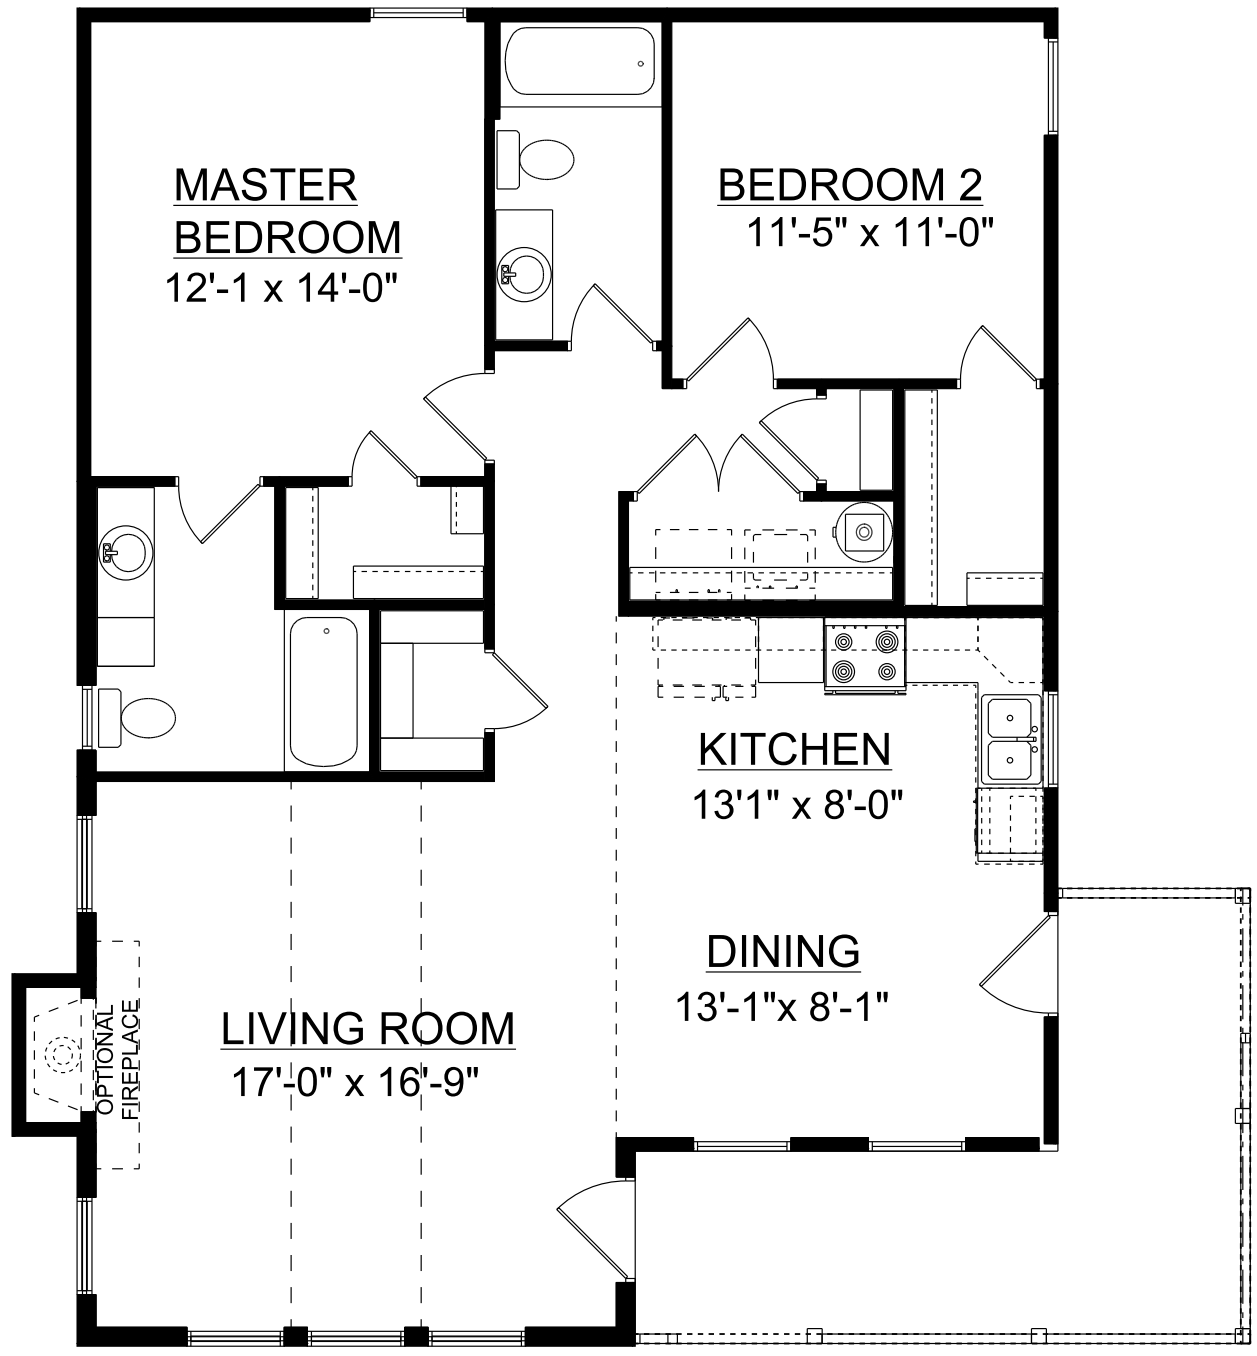 MASTER
BEDROOM
12'-1 x 14'-0"
BEDROOM 2
11'-5" x 11'-0"
KITCHEN
13'1" x 8'-0"
DINING
13'-1"x 8'-1"
LIVING ROOM
17'-0" x 16'-9"
OPTIONAL
FIREPLACE